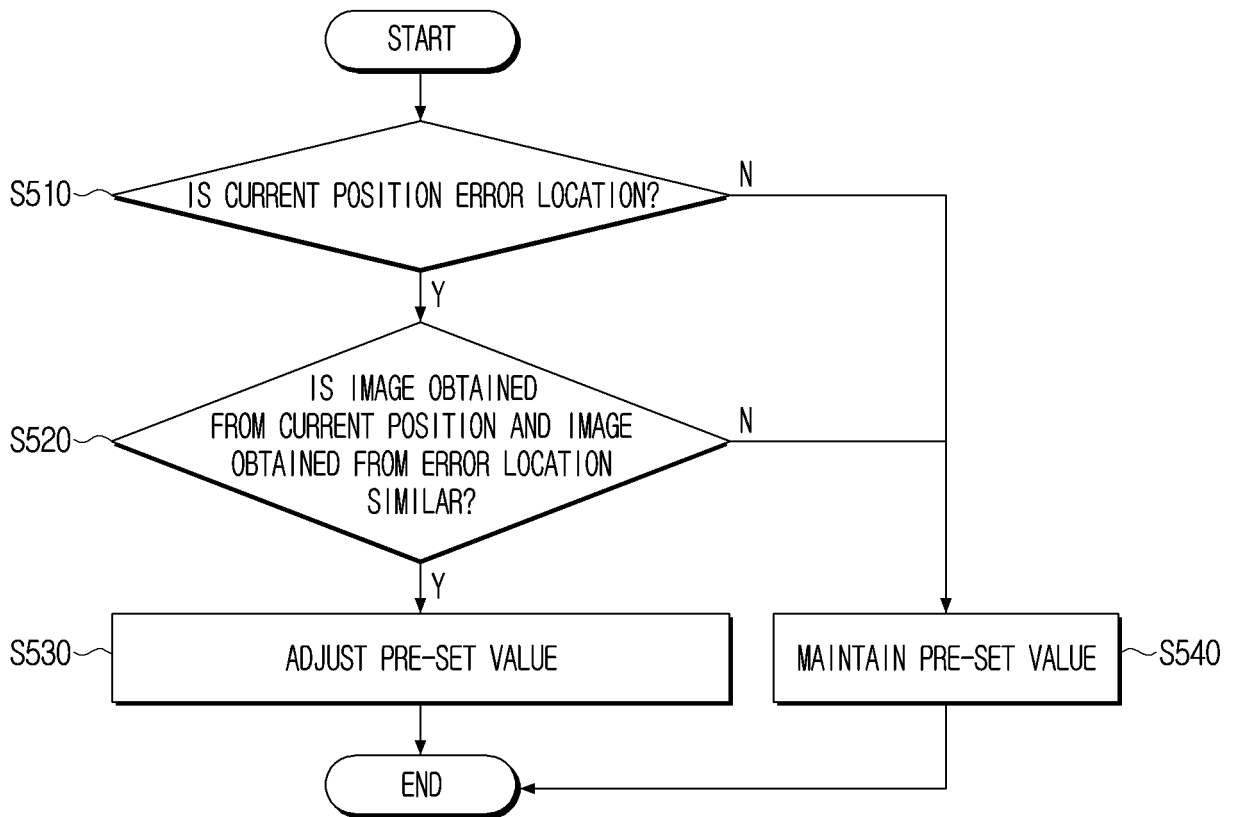 START
S510
IS CURRENT POSITION ERROR LOCATION?
N
Y
S520
IS IMAGE OBTAINED
FROM CURRENT POSITION AND IMAGE
OBTAINED FROM ERROR LOCATION
SIMILAR?
N
Y
S530
ADJUST PRE-SET VALUE
MAINTAIN PRE-SET VALUE
S540
END